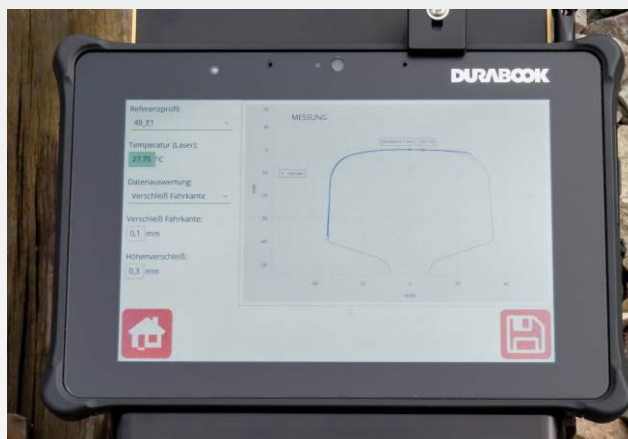 DURABOOK
Referenzprofil:
49_E1
Temperatur (Laser):
27,75 °C
Datenauswertung:
Verschleiß Fahrkante
Verschleiß Fahrkante:
0,1 mm
Höhenverschleiß:
0,3 mm
MESSUNG